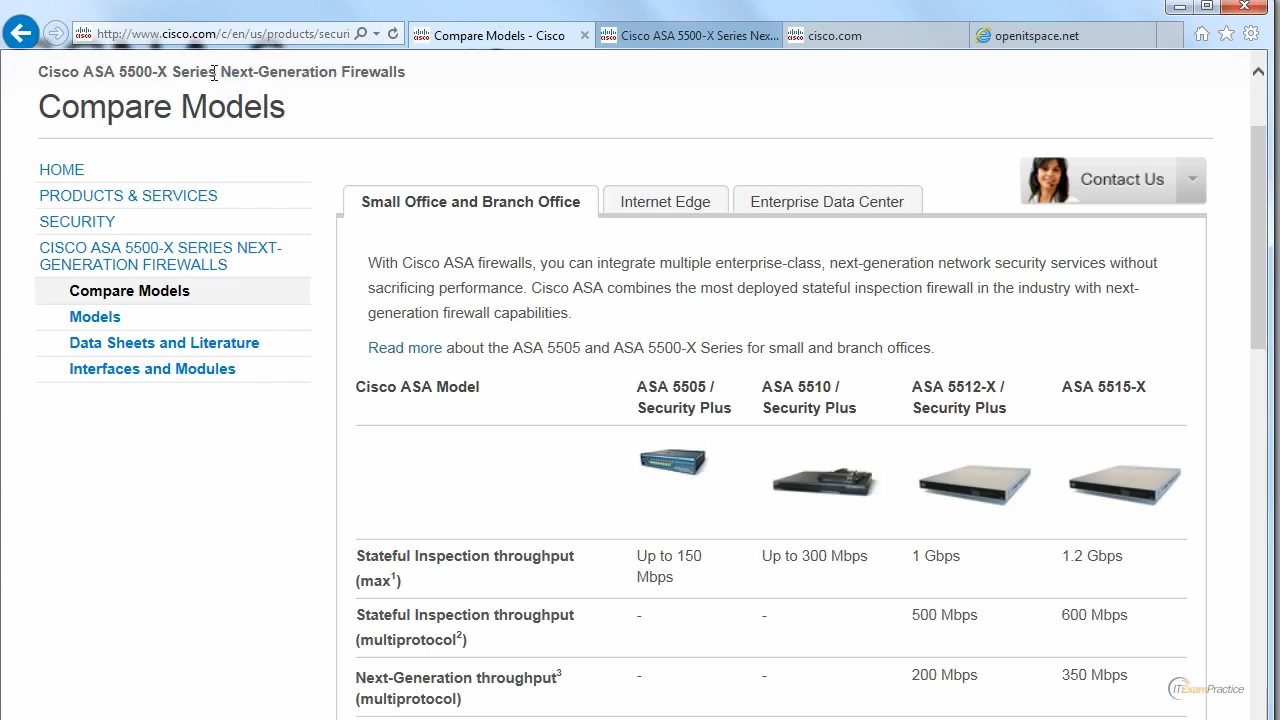 http://www.cisco.com/c/en/us/products/securi
Compare Models - Cisco
Cisco ASA 5500-X Series Nex...
cisco.com
openitspace.net
Cisco ASA 5500-X Series Next-Generation Firewalls
Compare Models
HOME
PRODUCTS & SERVICES
SECURITY
CISCO ASA 5500-X SERIES NEXT-
GENERATION FIREWALLS
Compare Models
Models
Data Sheets and Literature
Interfaces and Modules
Contact Us
Small Office and Branch Office
Internet Edge
Enterprise Data Center
With Cisco ASA firewalls, you can integrate multiple enterprise-class, next-generation network security services without
sacrificing performance. Cisco ASA combines the most deployed stateful inspection firewall in the industry with next-
generation firewall capabilities.
Read more about the ASA 5505 and ASA 5500-X Series for small and branch offices.
Cisco ASA Model
ASA 5505 /
Security Plus
ASA 5510 /
Security Plus
ASA 5512-X /
Security Plus
ASA 5515-X
Stateful Inspection throughput
(max1)
Up to 150
Mbps
Up to 300 Mbps
1 Gbps
1.2 Gbps
Stateful Inspection throughput
(multiprotocol2)
-
-
500 Mbps
600 Mbps
Next-Generation throughput3
(multiprotocol)
-
-
200 Mbps
350 Mbps
ITExamPractice